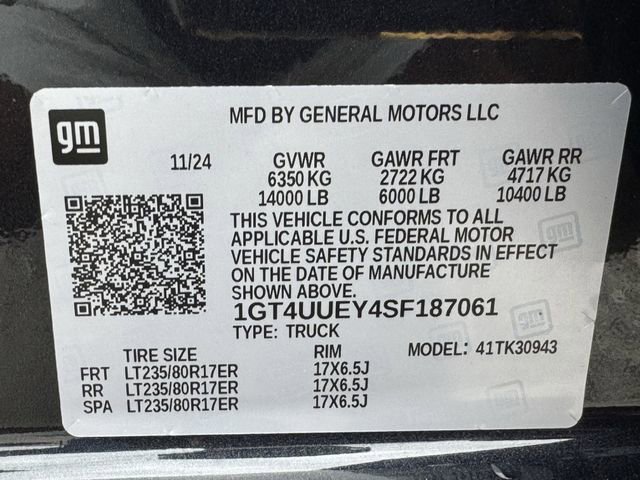 gm
MFD BY GENERAL MOTORS LLC
11/24 GVWR GAWR FRT GAWR RR
6350 KG 2722 KG 4717 KG
14000 LB 6000 LB 10400 LB
THIS VEHICLE CONFORMS TO ALL
APPLICABLE U.S. FEDERAL MOTOR
VEHICLE SAFETY STANDARDS IN EFFECT
ON THE DATE OF MANUFACTURE
SHOWN ABOVE.
1GT4UUEY4SF187061
TYPE: TRUCK
TIRE SIZE RIM MODEL: 41TK30943
FRT LT235/80R17ER 17X6.5J
RR LT235/80R17ER 17X6.5J
SPA LT235/80R17ER 17X6.5J